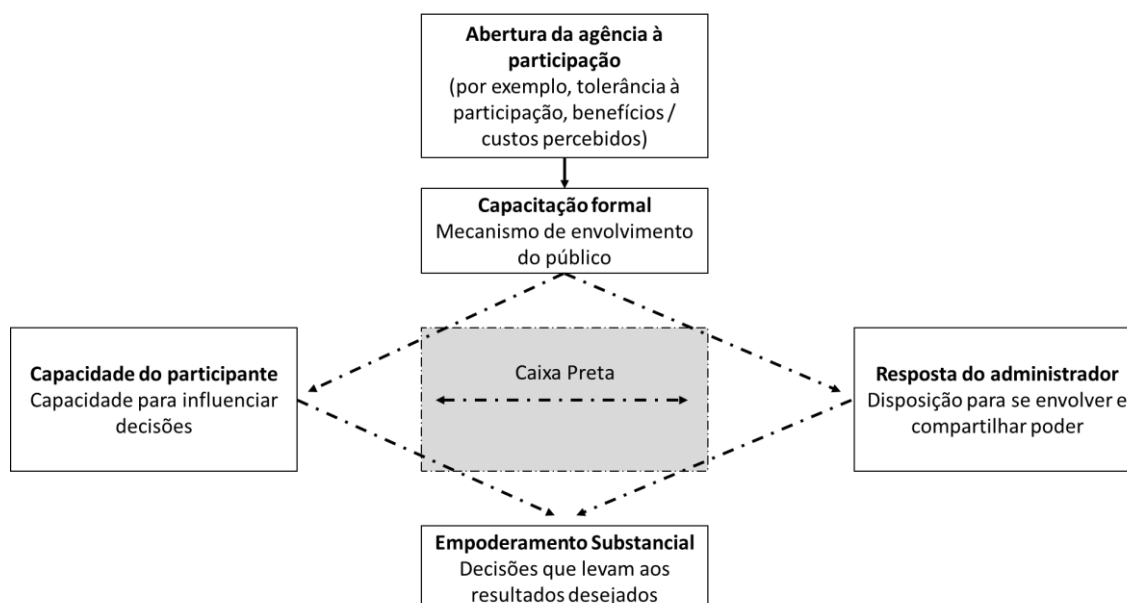 Abertura da agência à
participação
(por exemplo, tolerância à
participação, benefícios /
custos percebidos)
Capacitação formal
Mecanismo de envolvimento
do público
Capacidade do participante
Capacidade para influenciar
decisões
Caixa Preta
Resposta do administrador
Disposição para se envolver e
compartilhar poder
Empoderamento Substancial
Decisões que levam aos
resultados desejados